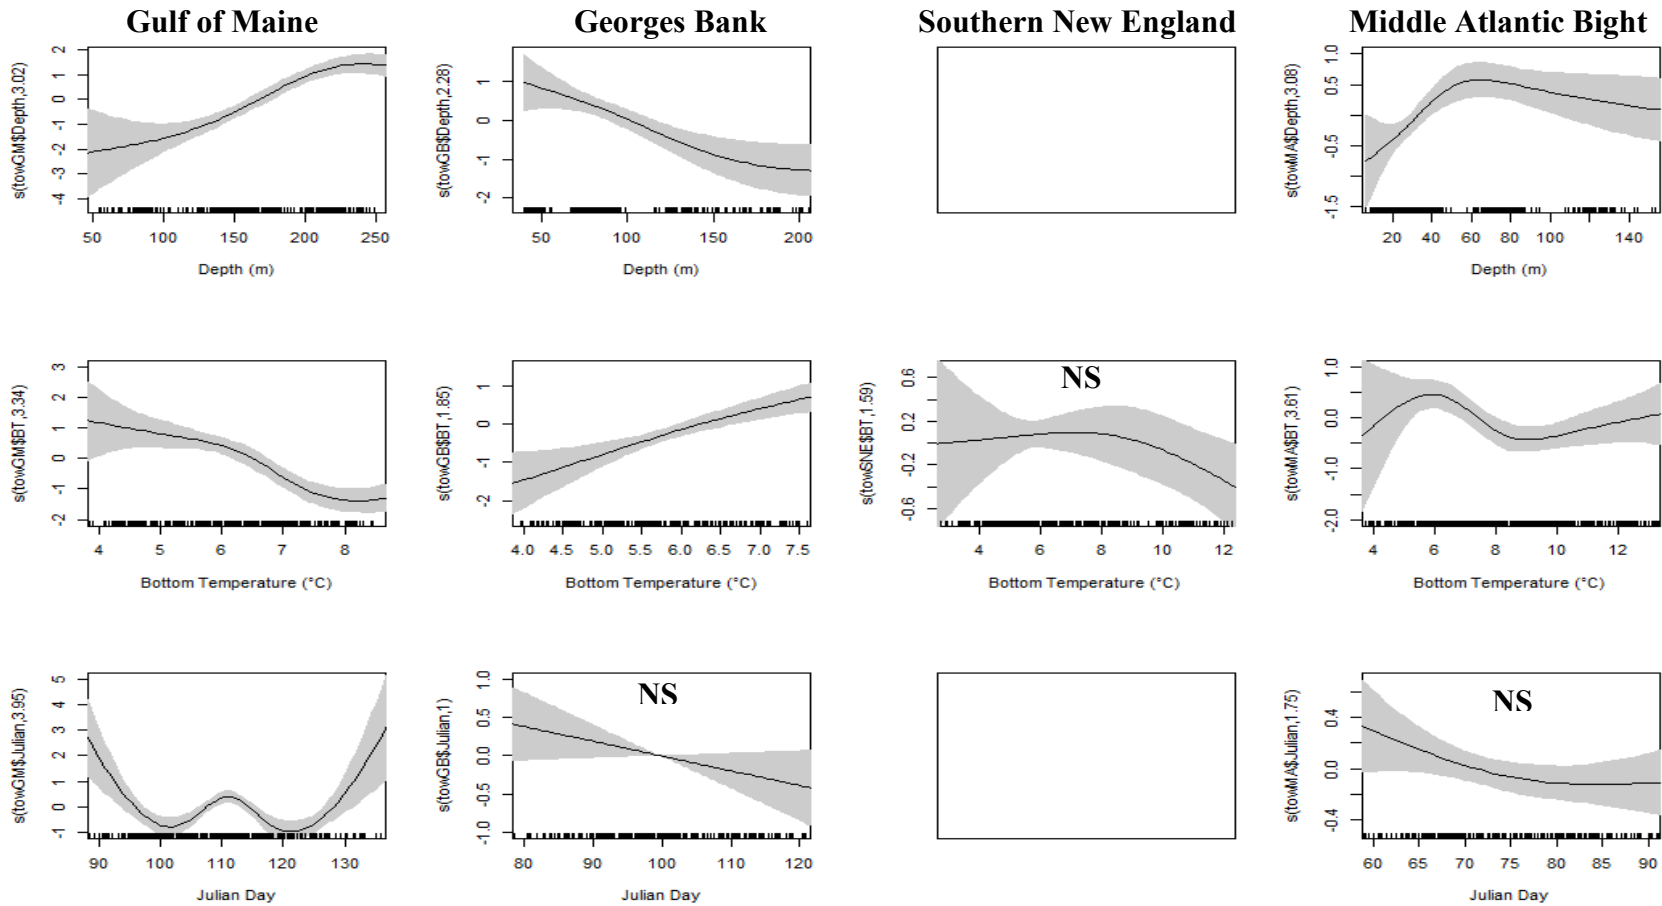 Gulf of Maine Georges Bank Southern New England Middle Atlantic Bight
s(towGM$Depth,3.02)
2
1
0
-1
-2
-3
-4
50 100 150 200 250
Depth (m)
s(towGB$Depth,2.28)
1
0
-1
-2
50 100 150 200
Depth (m)
s(towMA$Depth,3.08)
1.0
0.5
-0.5
-1.5
20 40 60 80 100 140
Depth (m)
s(towGM$BT,3.34)
3
2
1
0
-1
-2
4 5 6 7 8
Bottom Temperature (°C)
s(towGB$BT,1.85)
1
0
-1
-2
4.0 4.5 5.0 5.5 6.0 6.5 7.0 7.5
Bottom Temperature (°C)
s(towSNE$BT,1.59)
NS
0.6
0.2
-0.2
-0.6
4 6 8 10 12
Bottom Temperature (°C)
s(towMA$BT,3.61)
1.0
0.0
-1.0
-2.0
4 6 8 10 12
Bottom Temperature (°C)
s(towGM$Julian,3.95)
5
4
3
2
1
0
-1
90 100 110 120 130
Julian Day
s(towGB$Julian,1)
NS
1.0
0.5
0.0
-0.5
-1.0
80 90 100 110 120
Julian Day
s(towMA$Julian,1.75)
NS
0.4
0.0
-0.4
60 65 70 75 80 85 90
Julian Day